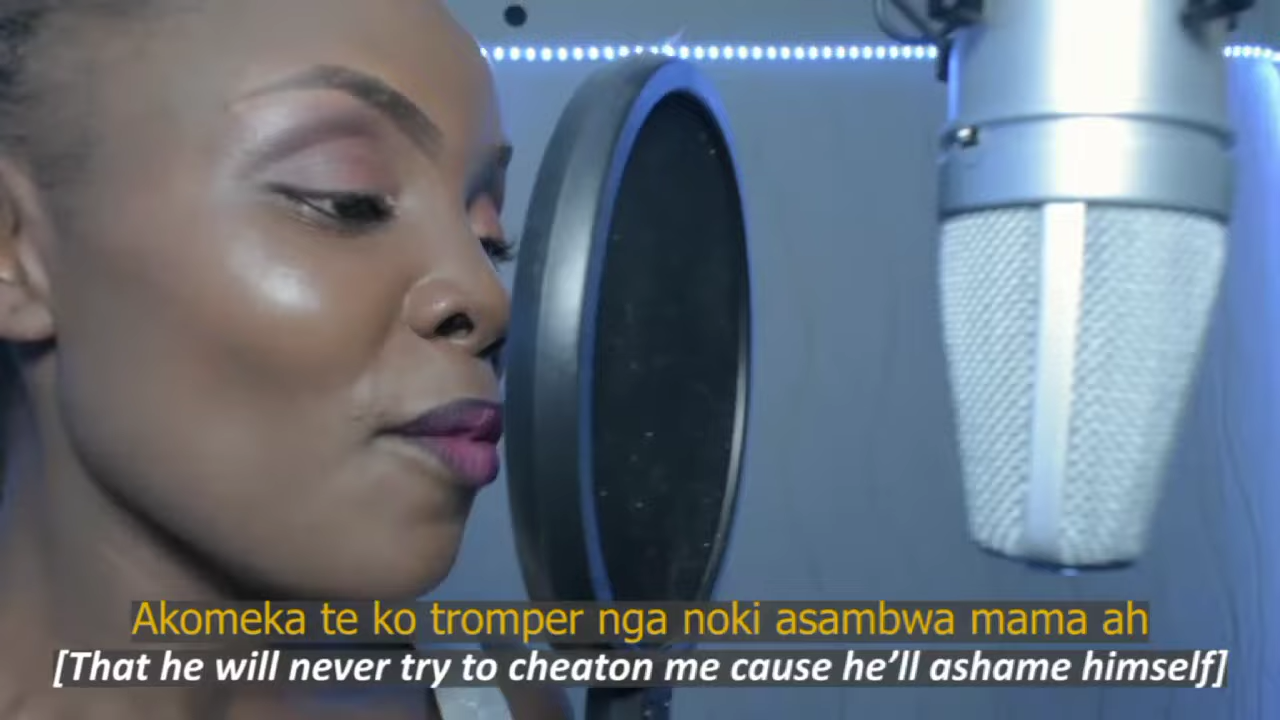 Akomeka te ko tromper nga noki asambwa mama ah
[That he will never try to cheaton me cause he’ll ashame himself]